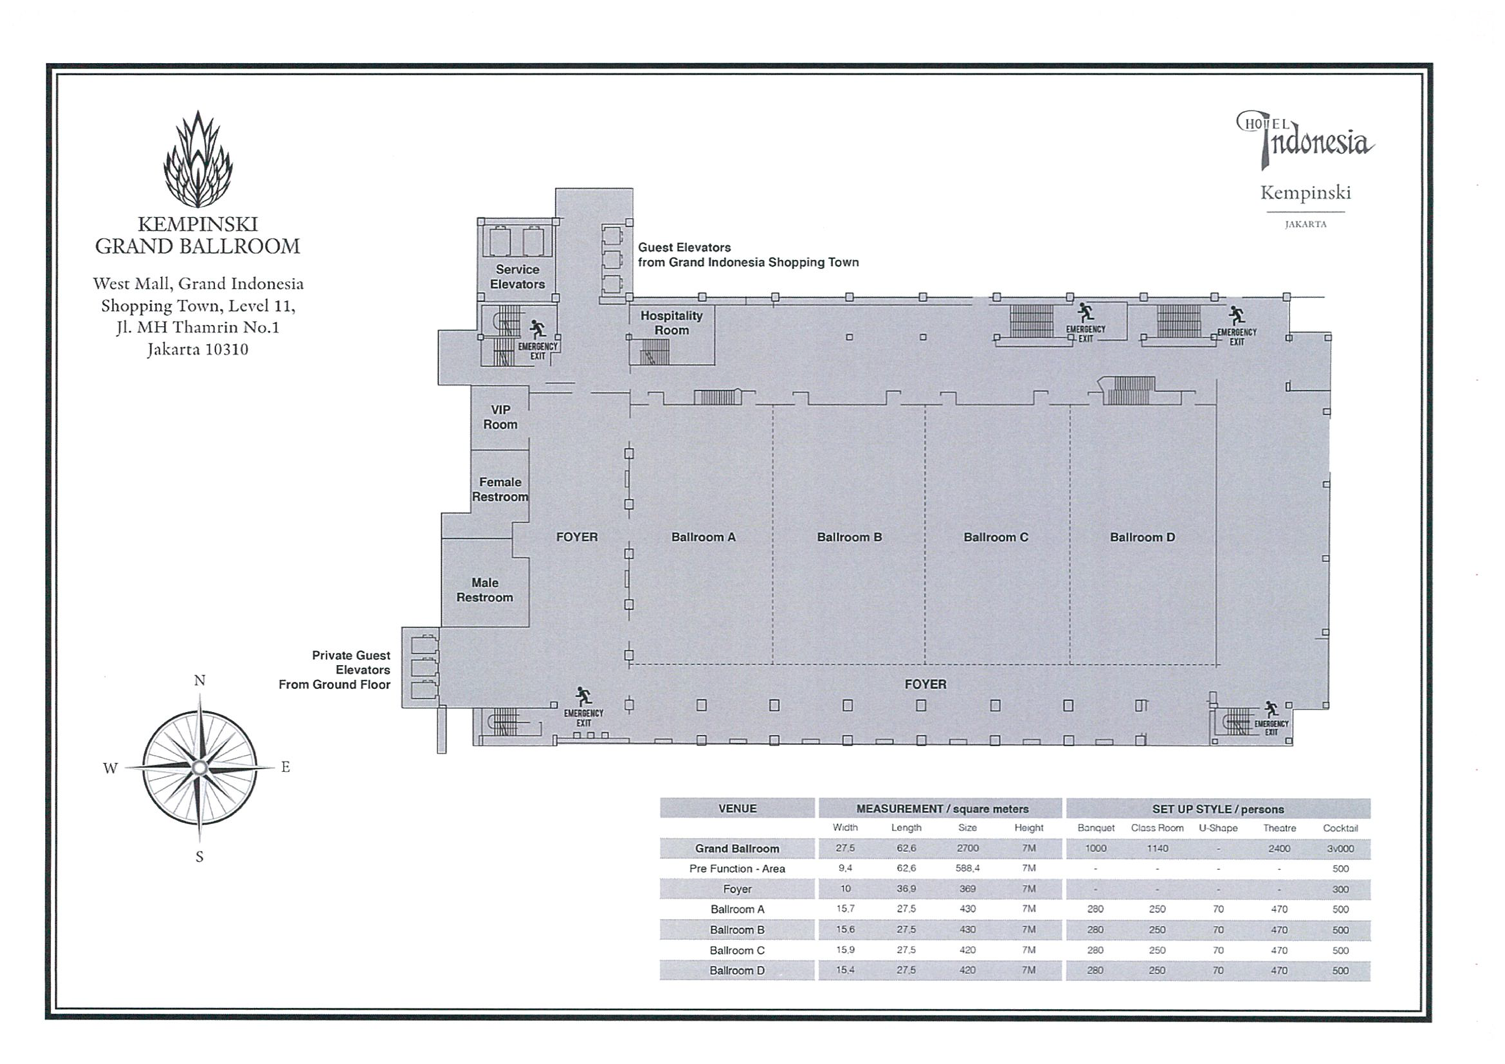 KEMPINSKI
GRAND BALLROOM
West Mall, Grand Indonesia
Shopping Town, Level 11,
Jl. MH Thamrin No.1
Jakarta 10310
HOTEL
Indonesia
Kempinski
JAKARTA
Guest Elevators
from Grand Indonesia Shopping Town
Service
Elevators
Hospitality
Room
EMERGENCY
EXIT
EMERGENCY
EXIT
EMERGENCY
EXIT
VIP
Room
Female
Restroom
FOYER
Ballroom A
Ballroom B
Ballroom C
Ballroom D
Male
Restroom
Private Guest
Elevators
From Ground Floor
FOYER
EMERGENCY
EXIT
EMERGENCY
EXIT
N
W
E
S
VENUE MEASUREMENT / square meters SET UP STYLE / persons
Width Length Size Height Banquet Class Room U-Shape Theatre Cocktail
Grand Ballroom 27,5 62,6 2700 7M 1000 1140 - 2400 3v000
Pre Function - Area 9,4 62,6 588,4 7M - - - - 500
Foyer 10 36,9 369 7M - - - - 300
Ballroom A 15,7 27,5 430 7M 280 250 70 470 500
Ballroom B 15,6 27,5 430 7M 280 250 70 470 500
Ballroom C 15,9 27,5 420 7M 280 250 70 470 500
Ballroom D 15,4 27,5 420 7M 280 250 70 470 500